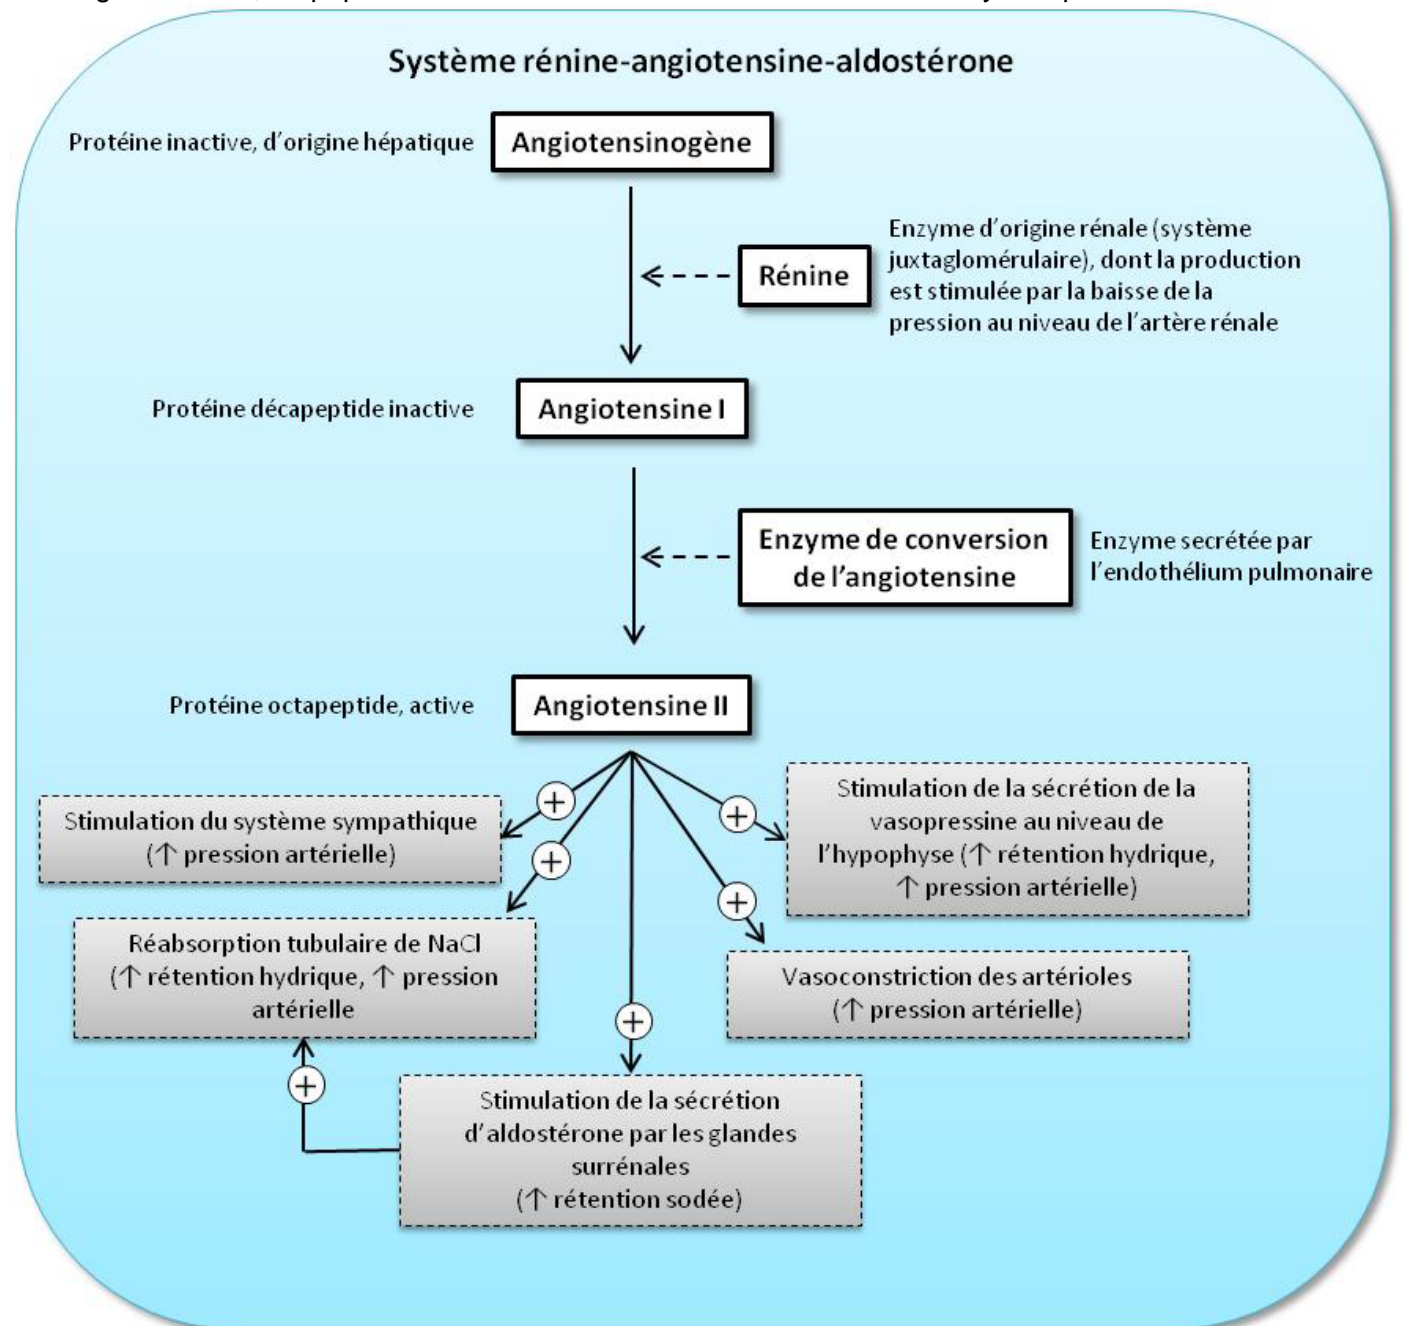 Système rénine-angiotensine-aldostérone
Protéine inactive, d'origine hépatique
Angiotensinogène
Enzyme d'origine rénale (système
juxtaglomérulaire), dont la production
est stimulée par la baisse de la
pression au niveau de l'artère rénale
Rénine
Protéine décapeptide inactive
Angiotensine I
Enzyme de conversion
de l'angiotensine
Enzyme secrétée par
l'endothélium pulmonaire
Protéine octapeptide, active
Angiotensine II
+
+
+
+
+
Stimulation du système sympathique
(↑ pression artérielle)
Stimulation de la sécrétion de la
vasopressine au niveau de
l'hypophyse (↑ rétention hydrique,
↑ pression artérielle)
Réabsorption tubulaire de NaCl
(↑ rétention hydrique, ↑ pression
artérielle
Vasoconstriction des artérioles
(↑ pression artérielle)
+
Stimulation de la sécrétion
d'aldostérone par les glandes
surrénales
(↑ rétention sodée)